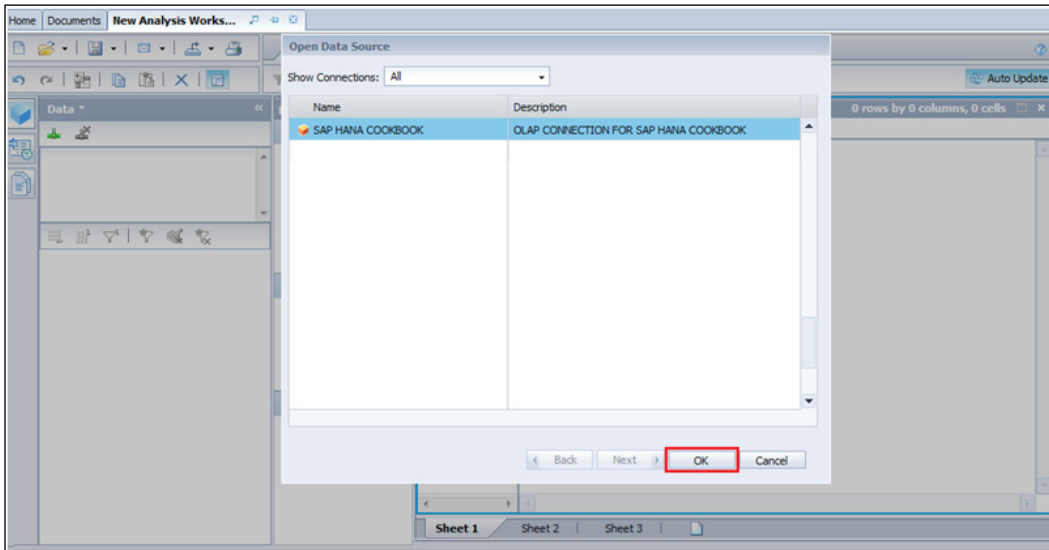 Home Documents New Analysis Works...
Open Data Source
Show Connections: All
Auto Update
Data
0 rows by 0 columns, 0 cells
Name Description
SAP HANA COOKBOOK OLAP CONNECTION FOR SAP HANA COOKBOOK
Back Next OK Cancel
Sheet 1 Sheet 2 Sheet 3